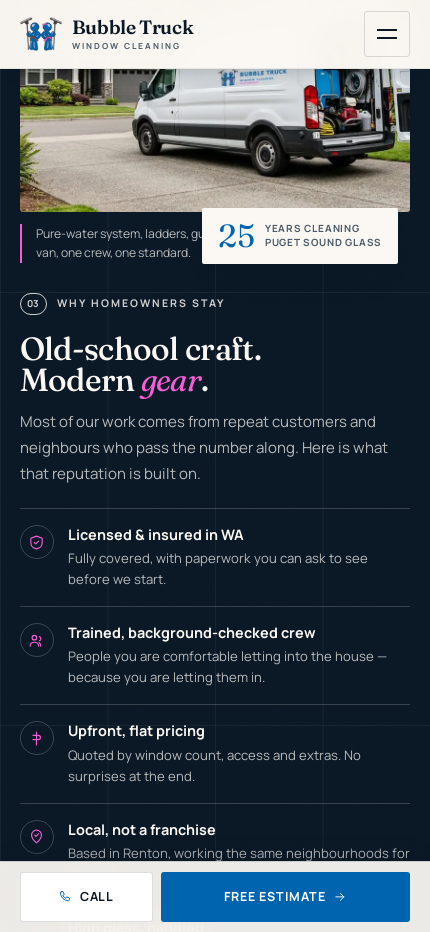 Bubble Truck
WINDOW CLEANING
BUBBLE TRUCK
Pure-water system, ladders,
van, one crew, one standard.
25
YEARS CLEANING
PUGET SOUND GLASS
03 WHY HOMEOWNERS STAY
Old-school craft.
Modern gear.
Most of our work comes from repeat customers and
neighbours who pass the number along. Here is what
that reputation is built on.
Licensed & insured in WA
Fully covered, with paperwork you can ask to see
before we start.
Trained, background-checked crew
People you are comfortable letting into the house —
because you are letting them in.
Upfront, flat pricing
Quoted by window count, access and extras. No
surprises at the end.
Local, not a franchise
Based in Renton, working the same neighbourhoods for
CALL
FREE ESTIMATE →